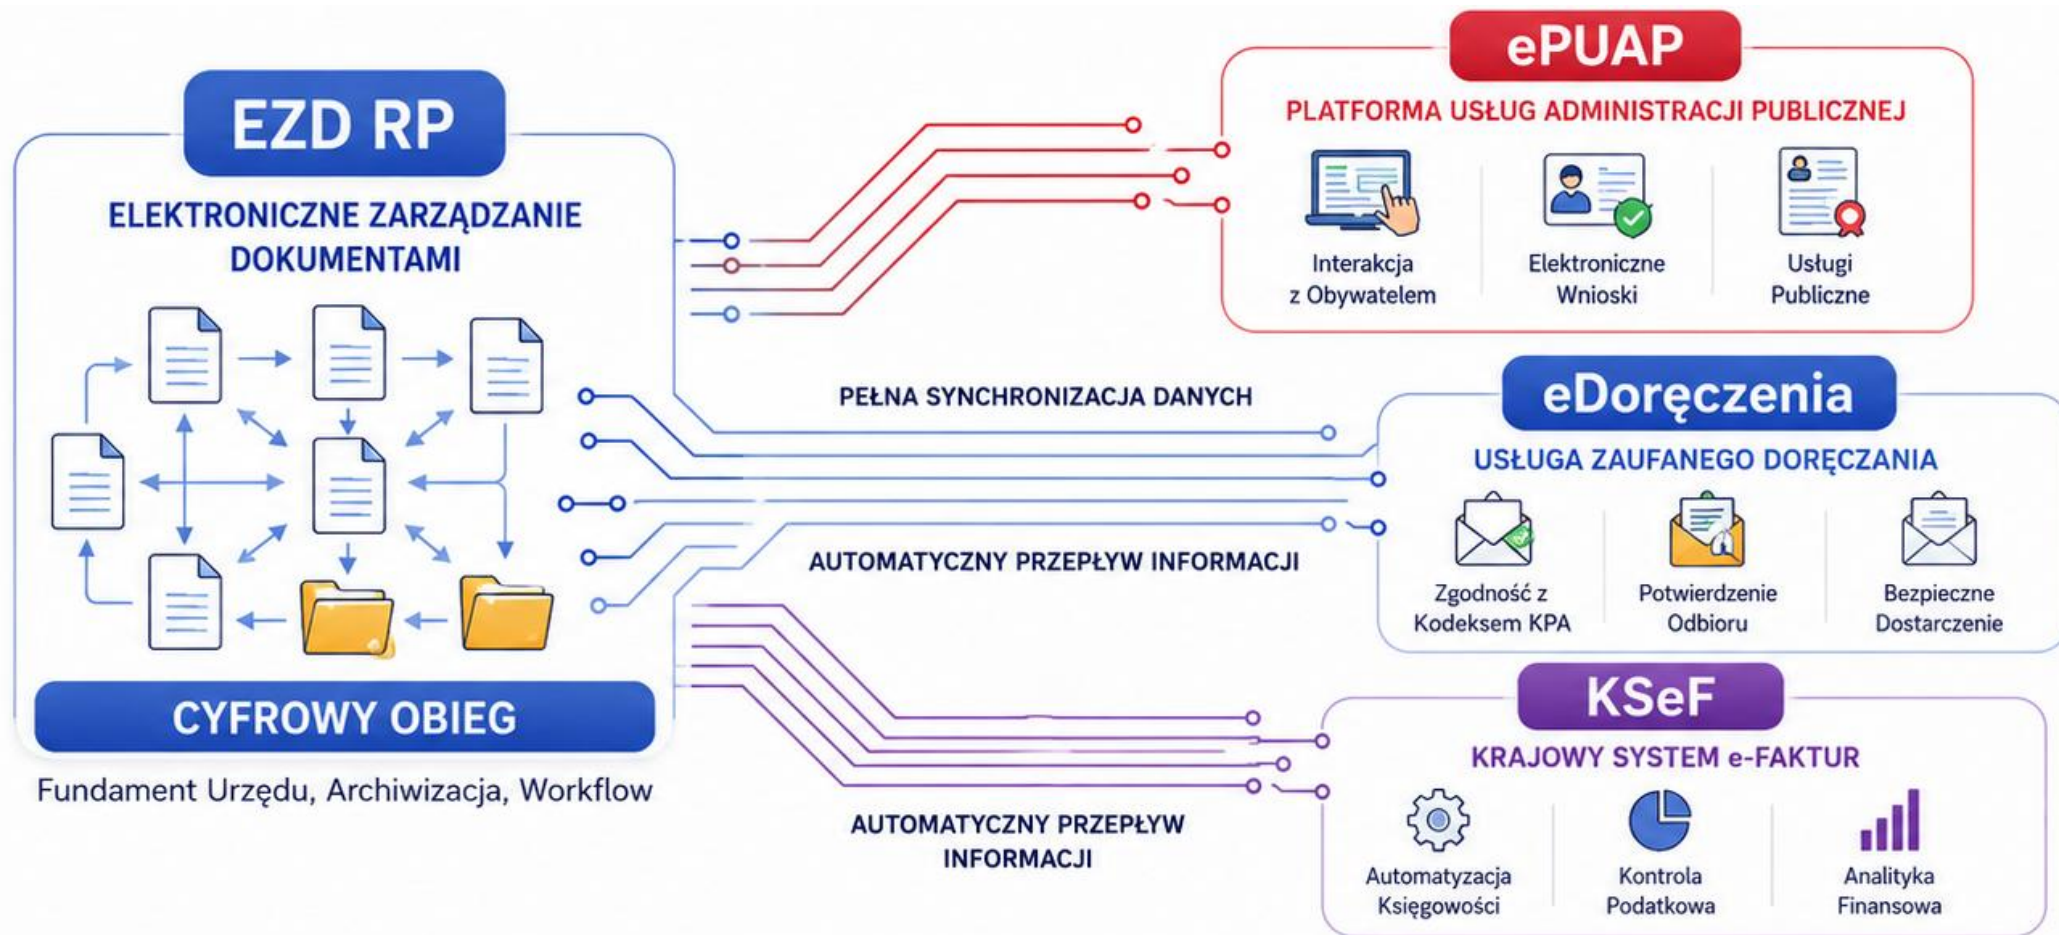 EZD RP
ELEKTRONICZNE ZARZĄDZANIE
DOKUMENTAMI
CYFROWY OBIEG
Fundament Urzędu, Archiwizacja, Workflow
PEŁNA SYNCHRONIZACJA DANYCH
AUTOMATYCZNY PRZEPŁYW INFORMACJI
AUTOMATYCZNY PRZEPŁYW
INFORMACJI
ePUAP
PLATFORMA USŁUG ADMINISTRACJI PUBLICZNEJ
Interakcja
z Obywatelem
Elektroniczne
Wnioski
Usługi
Publiczne
eDoręczenia
USŁUGA ZAUFANEGO DORĘCZANIA
Zgodność z
Kodeksem KPA
Potwierdzenie
Odbioru
Bezpieczne
Dostarczenie
KSeF
KRAJOWY SYSTEM e-FAKTUR
Automatyzacja
Księgowości
Kontrola
Podatkowa
Analityka
Finansowa